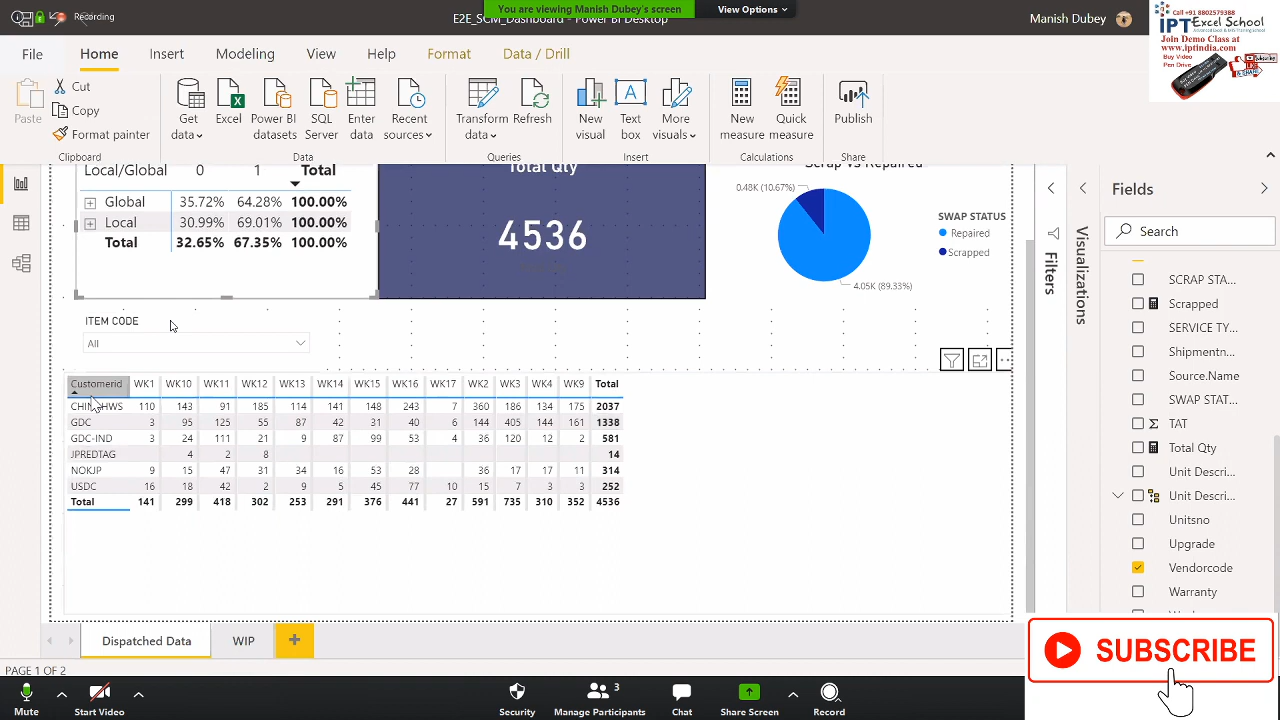 Recording
You are viewing Manish Dubey's screen
View Options
E2E_SCM_Dashboard - Power BI Desktop
Manish Dubey
Call +91 8802579388
IPT Excel School
Advanced Excel & MIS Training School
Join Demo Class at
www.iptindia.com
Buy Video
Pen Drive
File Home Insert Modeling View Help Format Data / Drill
Paste
Cut
Copy
Format painter
Get data
Excel
Power BI datasets
SQL Server
Enter data
Recent sources
Transform data
Refresh
New visual
Text box
More visuals
New measure
Quick measure
Publish
Clipboard Data Queries Insert Calculations Share
Local/Global 0 1 Total
Global 35.72% 64.28% 100.00%
Local 30.99% 69.01% 100.00%
Total 32.65% 67.35% 100.00%
Total Qty
4536
Scrap Vs Repaired
0.48K (10.67%)
4.05K (89.33%)
SWAP STATUS
Repaired
Scrapped
ITEM CODE
All
Customerid WK1 WK10 WK11 WK12 WK13 WK14 WK15 WK16 WK17 WK2 WK3 WK4 WK9 Total
110 143 91 185 114 141 148 243 7 360 186 134 175 2037
GDC 3 95 125 55 87 42 31 40 6 144 405 144 161 1338
GDC-IND 3 24 111 21 9 87 99 53 4 36 120 12 2 581
JPREDTAG 4 2 8 14
NOKJP 9 15 47 31 34 16 53 28 36 17 17 11 314
USDC 16 18 42 2 9 5 45 77 10 15 7 3 3 252
Total 141 299 418 302 253 291 376 441 27 591 735 310 352 4536
Filters
Visualizations
Fields
Search
SCRAP STA...
Scrapped
SERVICE TY...
Shipmentn...
Source.Name
SWAP STAT...
TAT
Total Qty
Unit Descri...
Unit Descri...
Unitsno
Upgrade
Vendorcode
Warranty
Dispatched Data
WIP
PAGE 1 OF 2
SUBSCRIBE
Mute
Start Video
Security
Manage Participants
3
Chat
Share Screen
Record